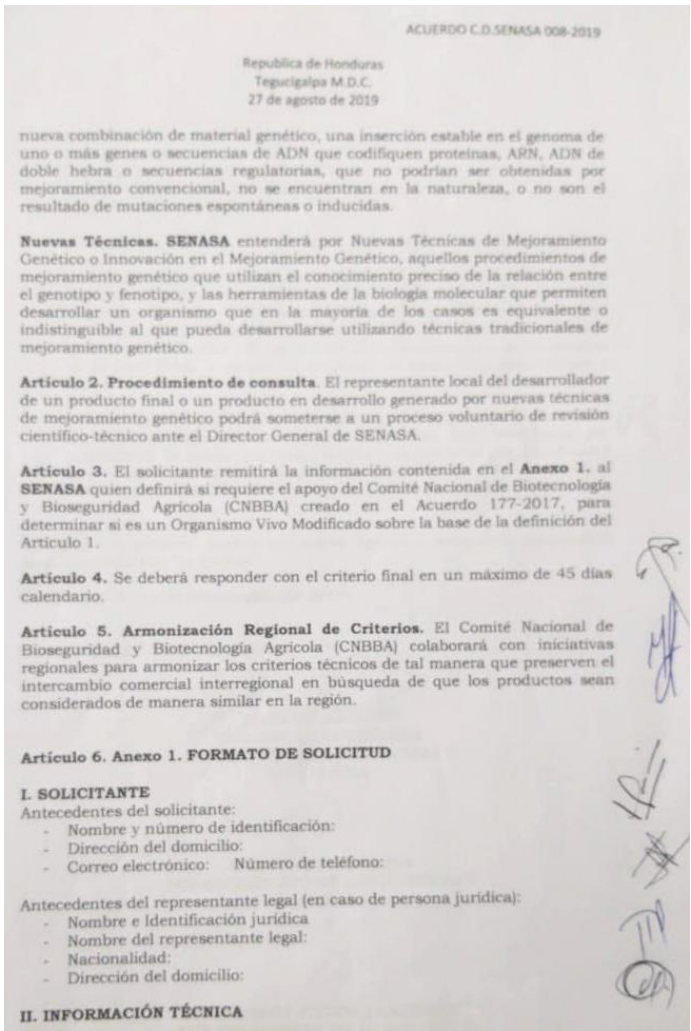 ACUERDO C.D.SENASA 008-2019
Republica de Honduras
Tegucigalpa M.D.C.
27 de agosto de 2019
nueva combinación de material genético, una inserción estable en el genoma de
uno o más genes o secuencias de ADN que codifiquen proteínas, ARN, ADN de
doble hebra o secuencias regulatorias, que no podrían ser obtenidas por
mejoramiento convencional, no se encuentran en la naturaleza, o no son el
resultado de mutaciones espontáneas o inducidas.
Nuevas Técnicas. SENASA entenderá por Nuevas Técnicas de Mejoramiento
Genético o Innovación en el Mejoramiento Genético, aquellos procedimientos de
mejoramiento genético que utilizan el conocimiento preciso de la relación entre
el genotipo y fenotipo, y las herramientas de la biología molecular que permiten
desarrollar un organismo que en la mayoría de los casos es equivalente o
indistinguible al que pueda desarrollarse utilizando técnicas tradicionales de
mejoramiento genético.
Artículo 2. Procedimiento de consulta. El representante local del desarrollador
de un producto final o un producto en desarrollo generado por nuevas técnicas
de mejoramiento genético podrá someterse a un proceso voluntario de revisión
científico-técnico ante el Director General de SENASA.
Artículo 3. El solicitante remitirá la información contenida en el Anexo 1. al
SENASA quien definirá si requiere el apoyo del Comité Nacional de Biotecnología
y Bioseguridad Agrícola (CNBBA) creado en el Acuerdo 177-2017, para
determinar si es un Organismo Vivo Modificado sobre la base de la definición del
Artículo 1.
Artículo 4. Se deberá responder con el criterio final en un máximo de 45 días
calendario.
Artículo 5. Armonización Regional de Criterios. El Comité Nacional de
Bioseguridad y Biotecnología Agrícola (CNBBA) colaborará con iniciativas
regionales para armonizar los criterios técnicos de tal manera que preserven el
intercambio comercial interregional en búsqueda de que los productos sean
considerados de manera similar en la región.
Artículo 6. Anexo 1. FORMATO DE SOLICITUD
I. SOLICITANTE
Antecedentes del solicitante:
- Nombre y número de identificación:
- Dirección del domicilio:
- Correo electrónico: Número de teléfono:
Antecedentes del representante legal (en caso de persona jurídica):
- Nombre e Identificación jurídica
- Nombre del representante legal:
- Nacionalidad:
- Dirección del domicilio:
II. INFORMACIÓN TÉCNICA